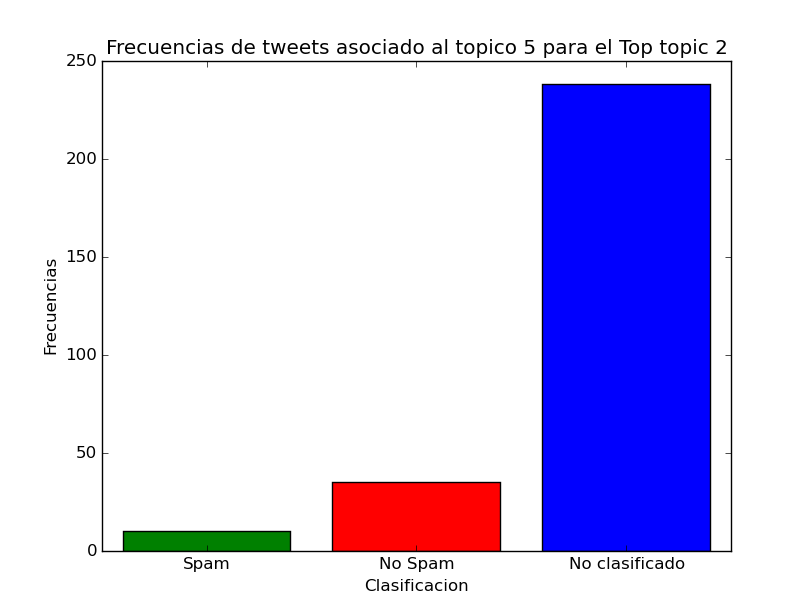 Frecuencias de tweets asociado al topico 5 para el Top topic 2
250
200
150
100
50
0
Frecuencias
Spam No Spam No clasificado
Clasificacion